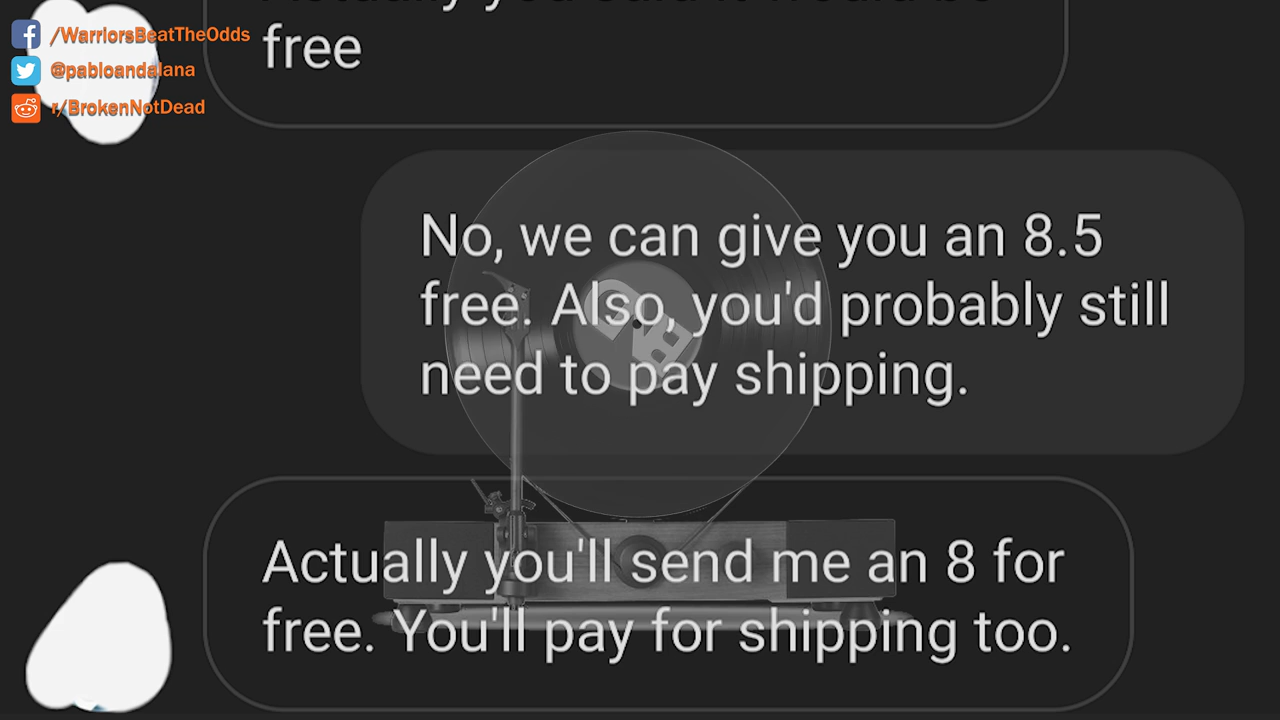 /WarriorsBeatTheOdds
@pabloandalana
r/BrokenNotDead
free
No, we can give you an 8.5
free. Also, you'd probably still
need to pay shipping.
Actually you'll send me an 8 for
free. You'll pay for shipping too.